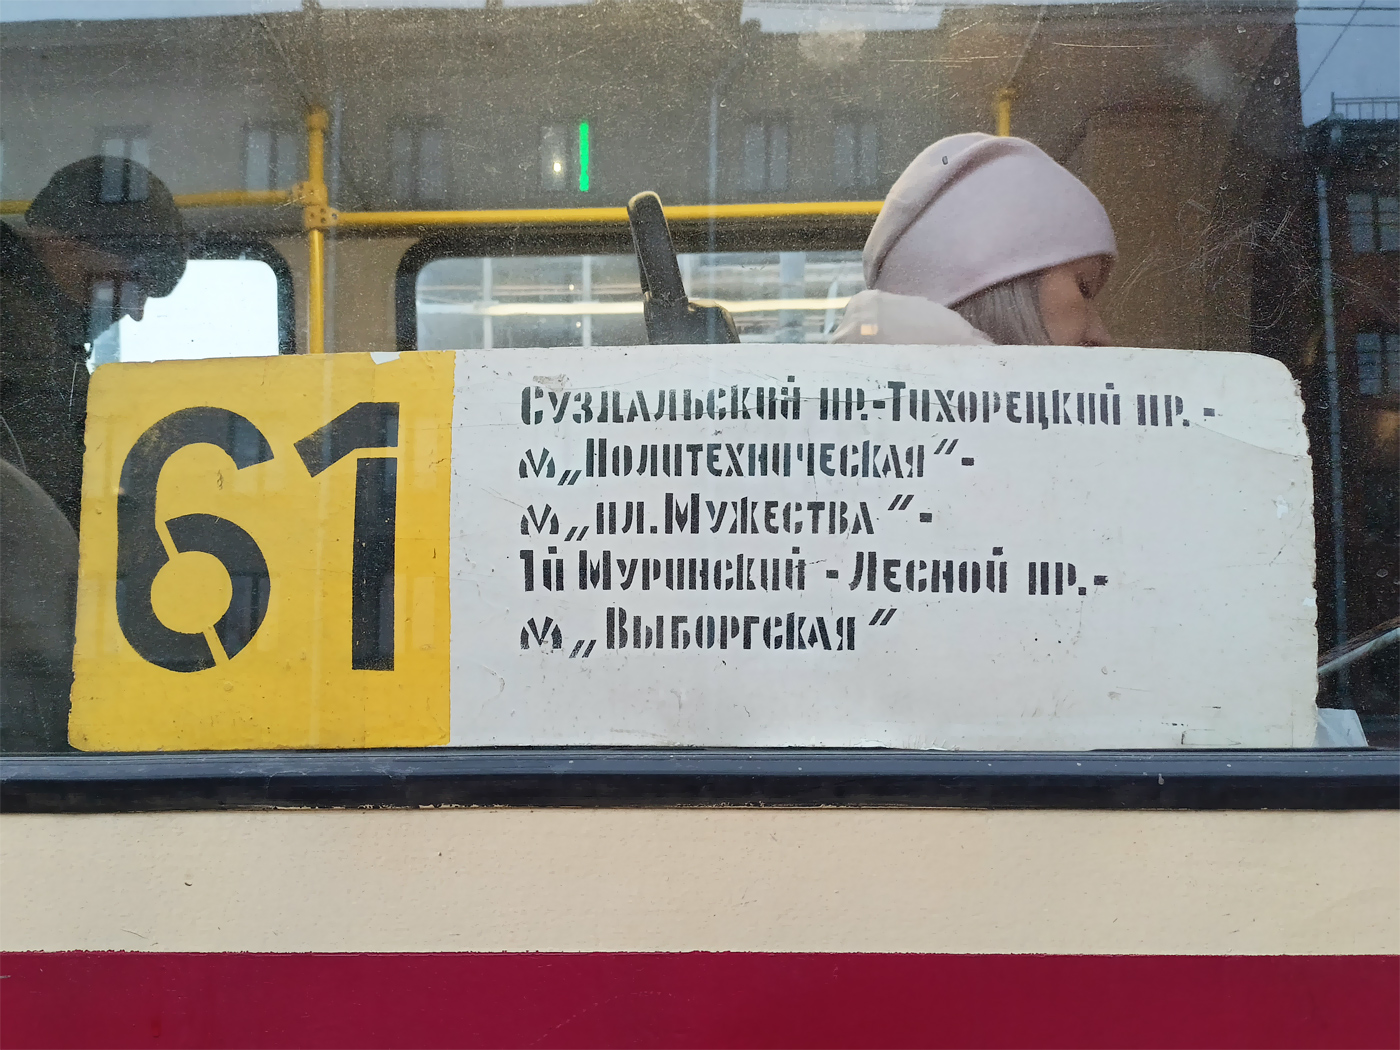 61
Суздальский пр.-Тихорецкий пр. -
м„Политехническая”-
м„пл. Мужества”-
1й Муринский - Лесной пр.-
м„Выборгская”